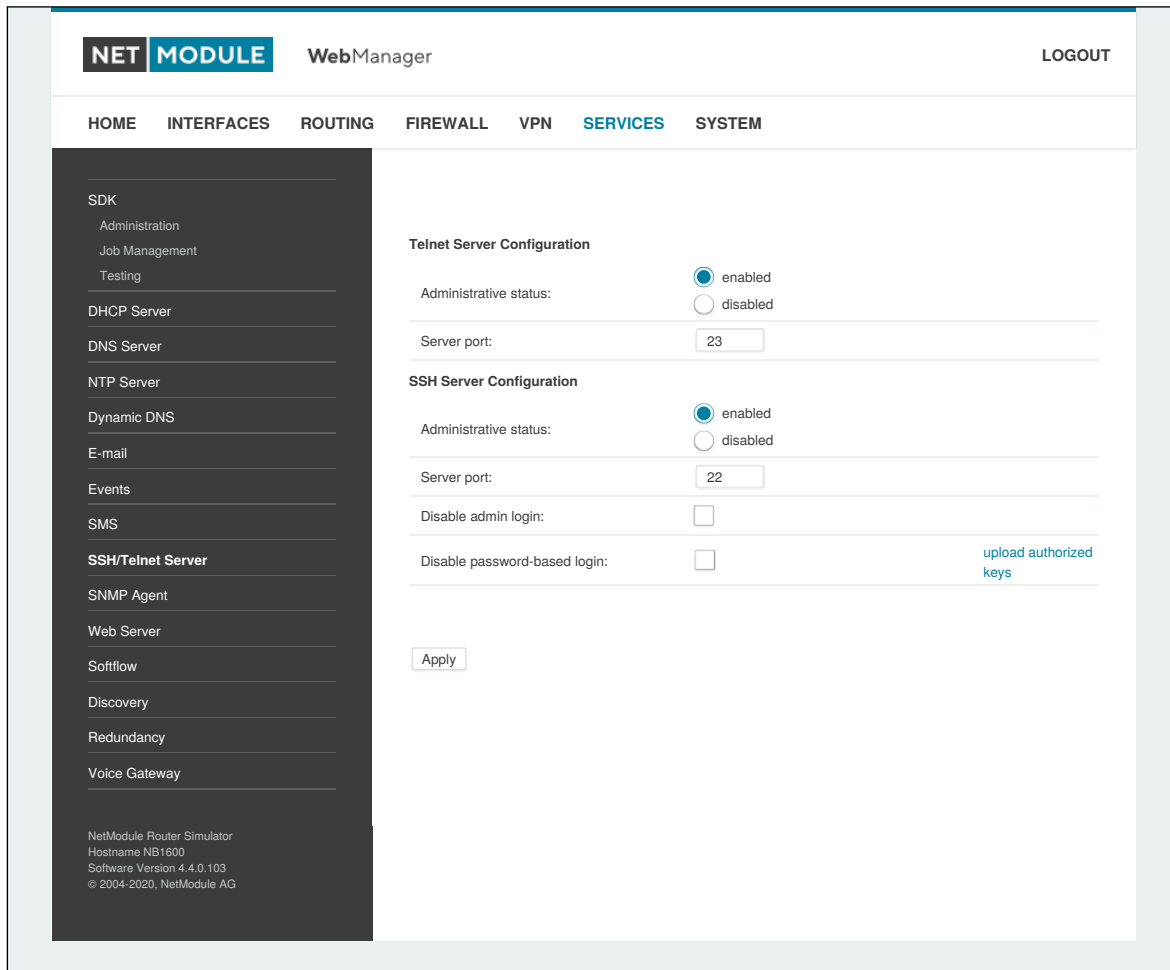 NET MODULE WebManager LOGOUT
HOME INTERFACES ROUTING FIREWALL VPN SERVICES SYSTEM
SDK
Administration
Job Management
Testing
DHCP Server
DNS Server
NTP Server
Dynamic DNS
E-mail
Events
SMS
SSH/Telnet Server
SNMP Agent
Web Server
Softflow
Discovery
Redundancy
Voice Gateway
NetModule Router Simulator
Hostname NB1600
Software Version 4.4.0.103
© 2004-2020, NetModule AG
Telnet Server Configuration
Administrative status:
enabled
disabled
Server port: 23
SSH Server Configuration
Administrative status:
enabled
disabled
Server port: 22
Disable admin login:
Disable password-based login:
upload authorized
keys
Apply